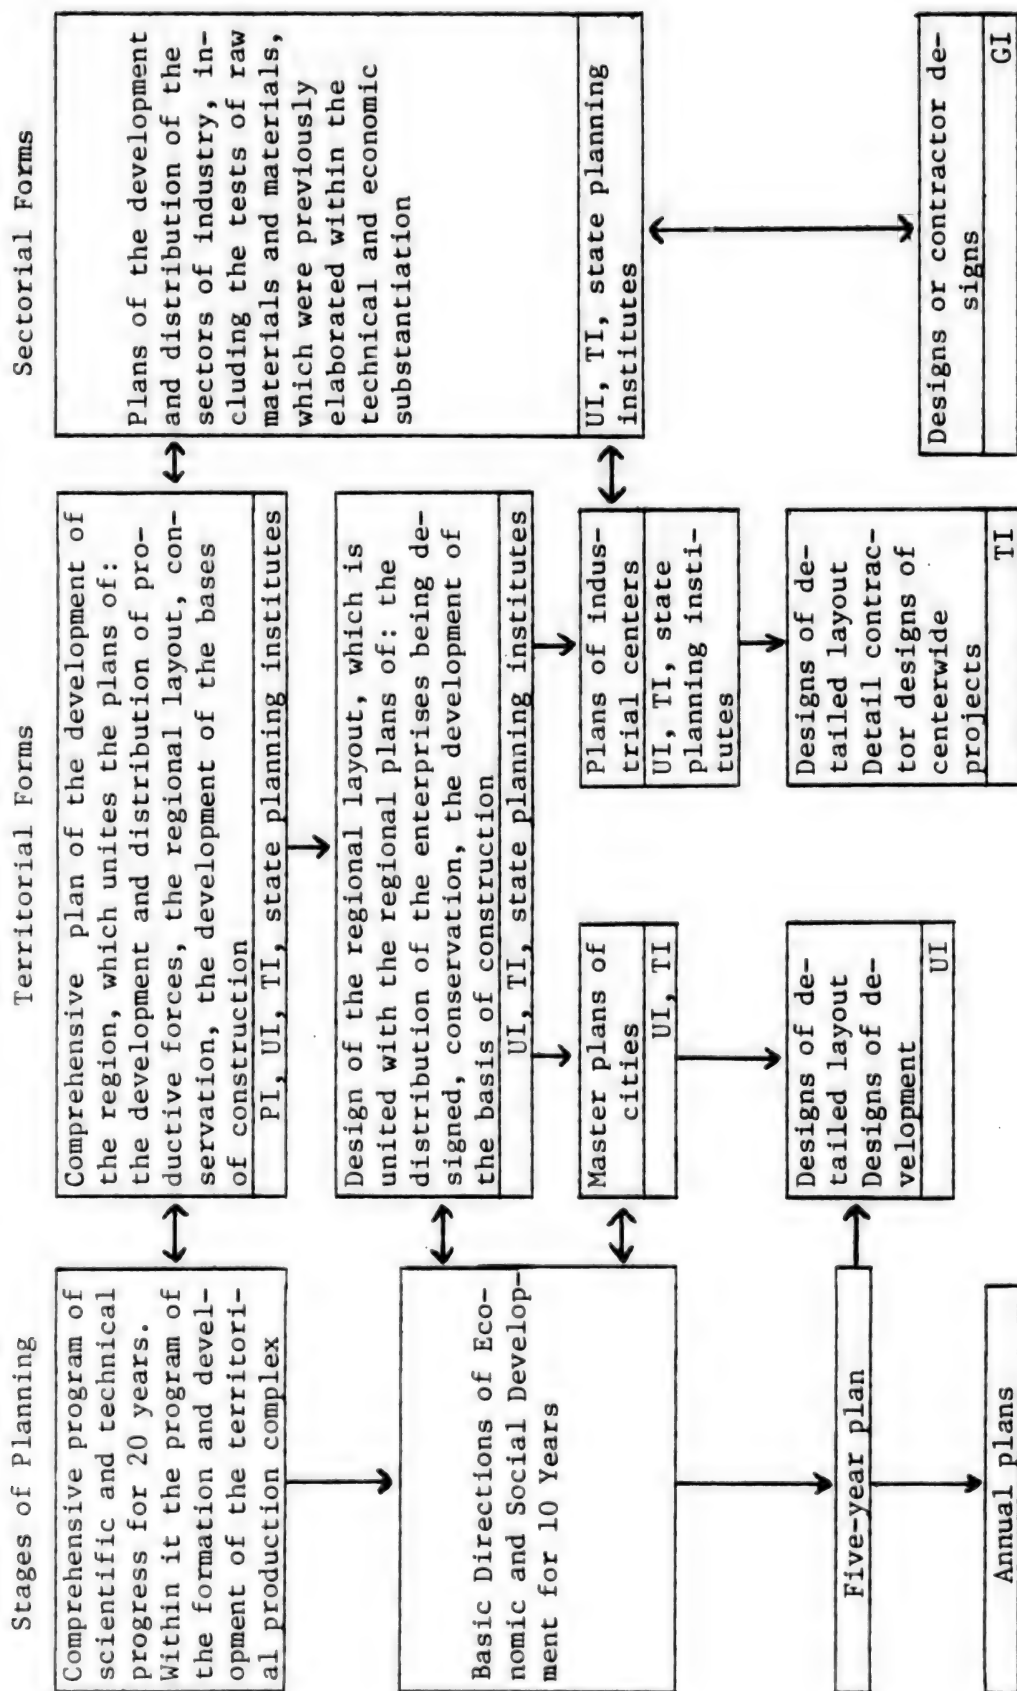 Stages of Planning
Territorial Forms
Sectorial Forms
Comprehensive program of
scientific and technical
progress for 20 years.
Within it the program of
the formation and devel-
opment of the territori-
al production complex
Basic Directions of Eco-
nomic and Social Develop-
ment for 10 Years
Five-year plan
Annual plans
Comprehensive plan of the development of
the region, which unites the plans of:
the development and distribution of pro-
ductive forces, the regional layout, con-
servation, the development of the bases
of construction
PI, UI, TI, state planning institutes
Design of the regional layout, which is
united with the regional plans of: the
distribution of the enterprises being de-
signed, conservation, the development of
the basis of construction
UI, TI, state planning institutes
Master plans of
cities
UI, TI
Designs of de-
tailed layout
Designs of de-
velopment
UI
Plans of indus-
trial centers
UI, TI, state
planning insti-
tutes
Designs of de-
tailed layout
Detail contrac-
tor designs of
centerwide
projects
TI
Plans of the development
and distribution of the
sectors of industry, in-
cluding the tests of raw
materials and materials,
which were previously
elaborated within the
technical and economic
substantiation
UI, TI, state planning
institutes
Designs or contractor de-
signs
GI